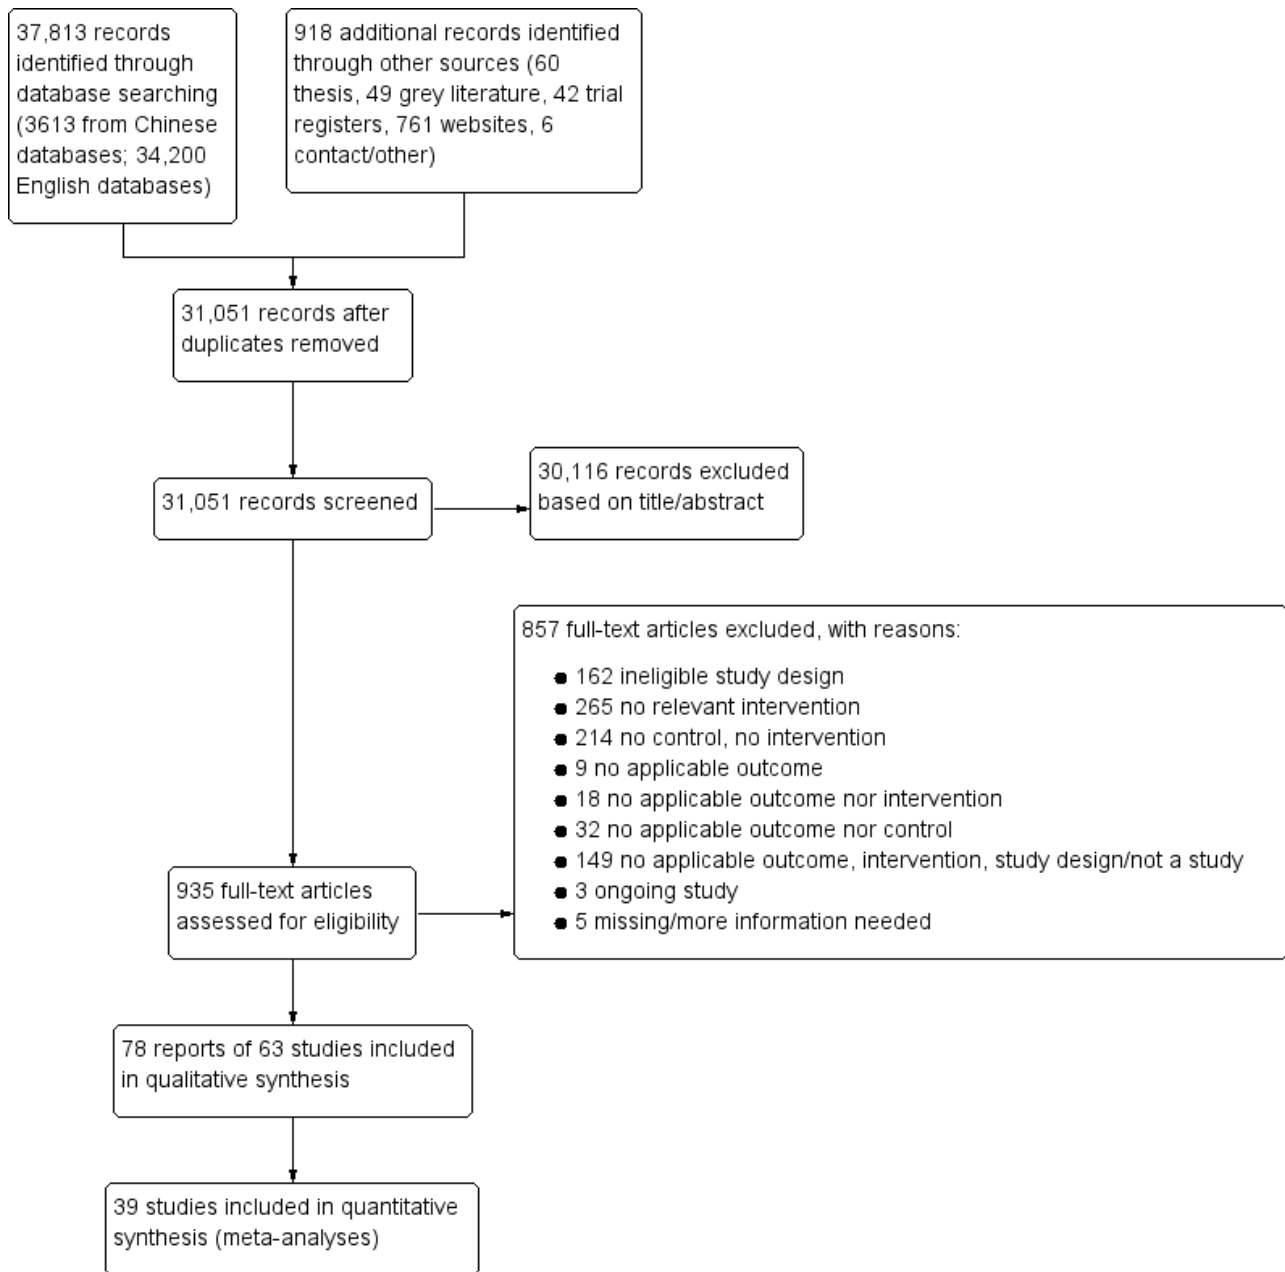 37,813 records
identified through
database searching
(3613 from Chinese
databases; 34,200
English databases)
918 additional records identified
through other sources (60
thesis, 49 grey literature, 42 trial
registers, 761 websites, 6
contact/other)
31,051 records after
duplicates removed
31,051 records screened
30,116 records excluded
based on title/abstract
857 full-text articles excluded, with reasons:
● 162 ineligible study design
● 265 no relevant intervention
● 214 no control, no intervention
● 9 no applicable outcome
● 18 no applicable outcome nor intervention
● 32 no applicable outcome nor control
● 149 no applicable outcome, intervention, study design/not a study
● 3 ongoing study
● 5 missing/more information needed
935 full-text articles
assessed for eligibility
78 reports of 63 studies included
in qualitative synthesis
39 studies included in quantitative
synthesis (meta-analyses)